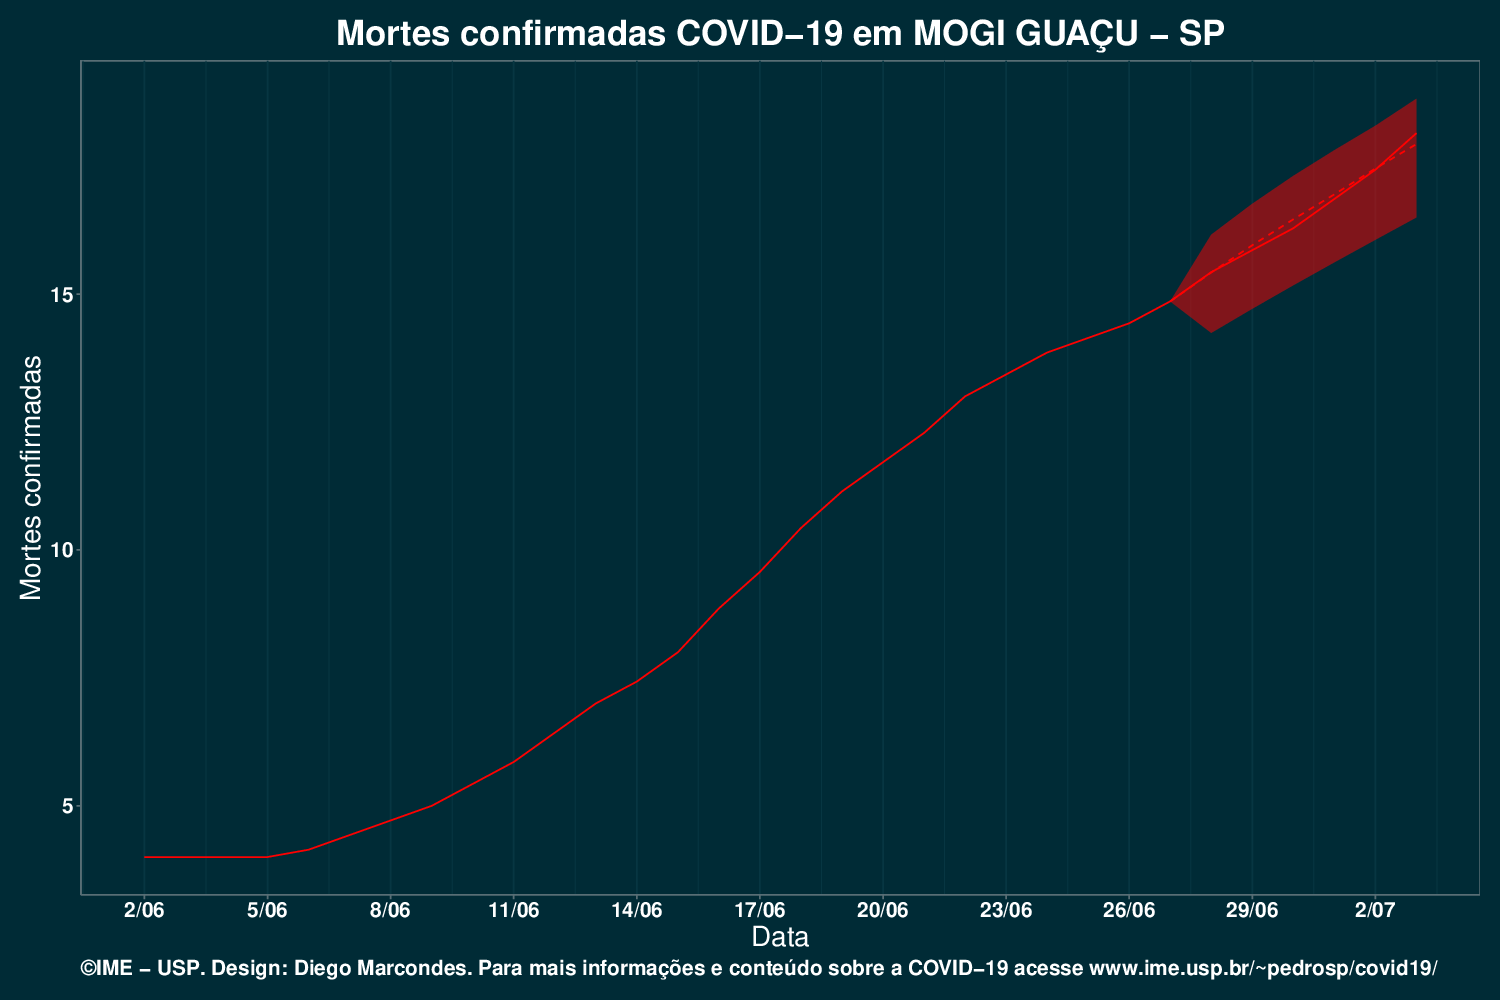 Mortes confirmadas COVID−19 em MOGI GUAÇU − SP
Mortes confirmadas
15
10
5
2/06 5/06 8/06 11/06 14/06 17/06 20/06 23/06 26/06 29/06 2/07
Data
©IME − USP. Design: Diego Marcondes. Para mais informações e conteúdo sobre a COVID−19 acesse www.ime.usp.br/~pedrosp/covid19/